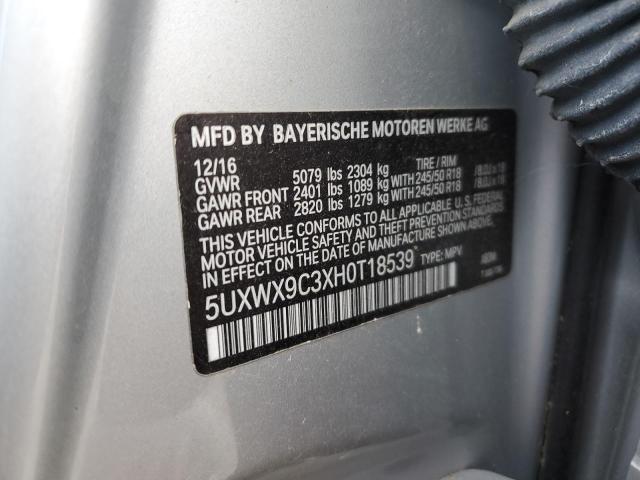 MFD BY BAYERISCHE MOTOREN WERKE AG
12/16 TIRE / RIM
GVWR 5079 lbs 2304 kg
GAWR FRONT 2401 lbs 1089 kg WITH 245/50 R18
GAWR REAR 2820 lbs 1279 kg WITH 245/50 R18
THIS VEHICLE CONFORMS TO ALL APPLICABLE U.S. FEDERAL
MOTOR VEHICLE SAFETY AND THEFT PREVENTION STANDARDS
IN EFFECT ON THE DATE OF MANUFACTURE SHOWN ABOVE.
5UXWX9C3XH0T18539 TYPE: MPV